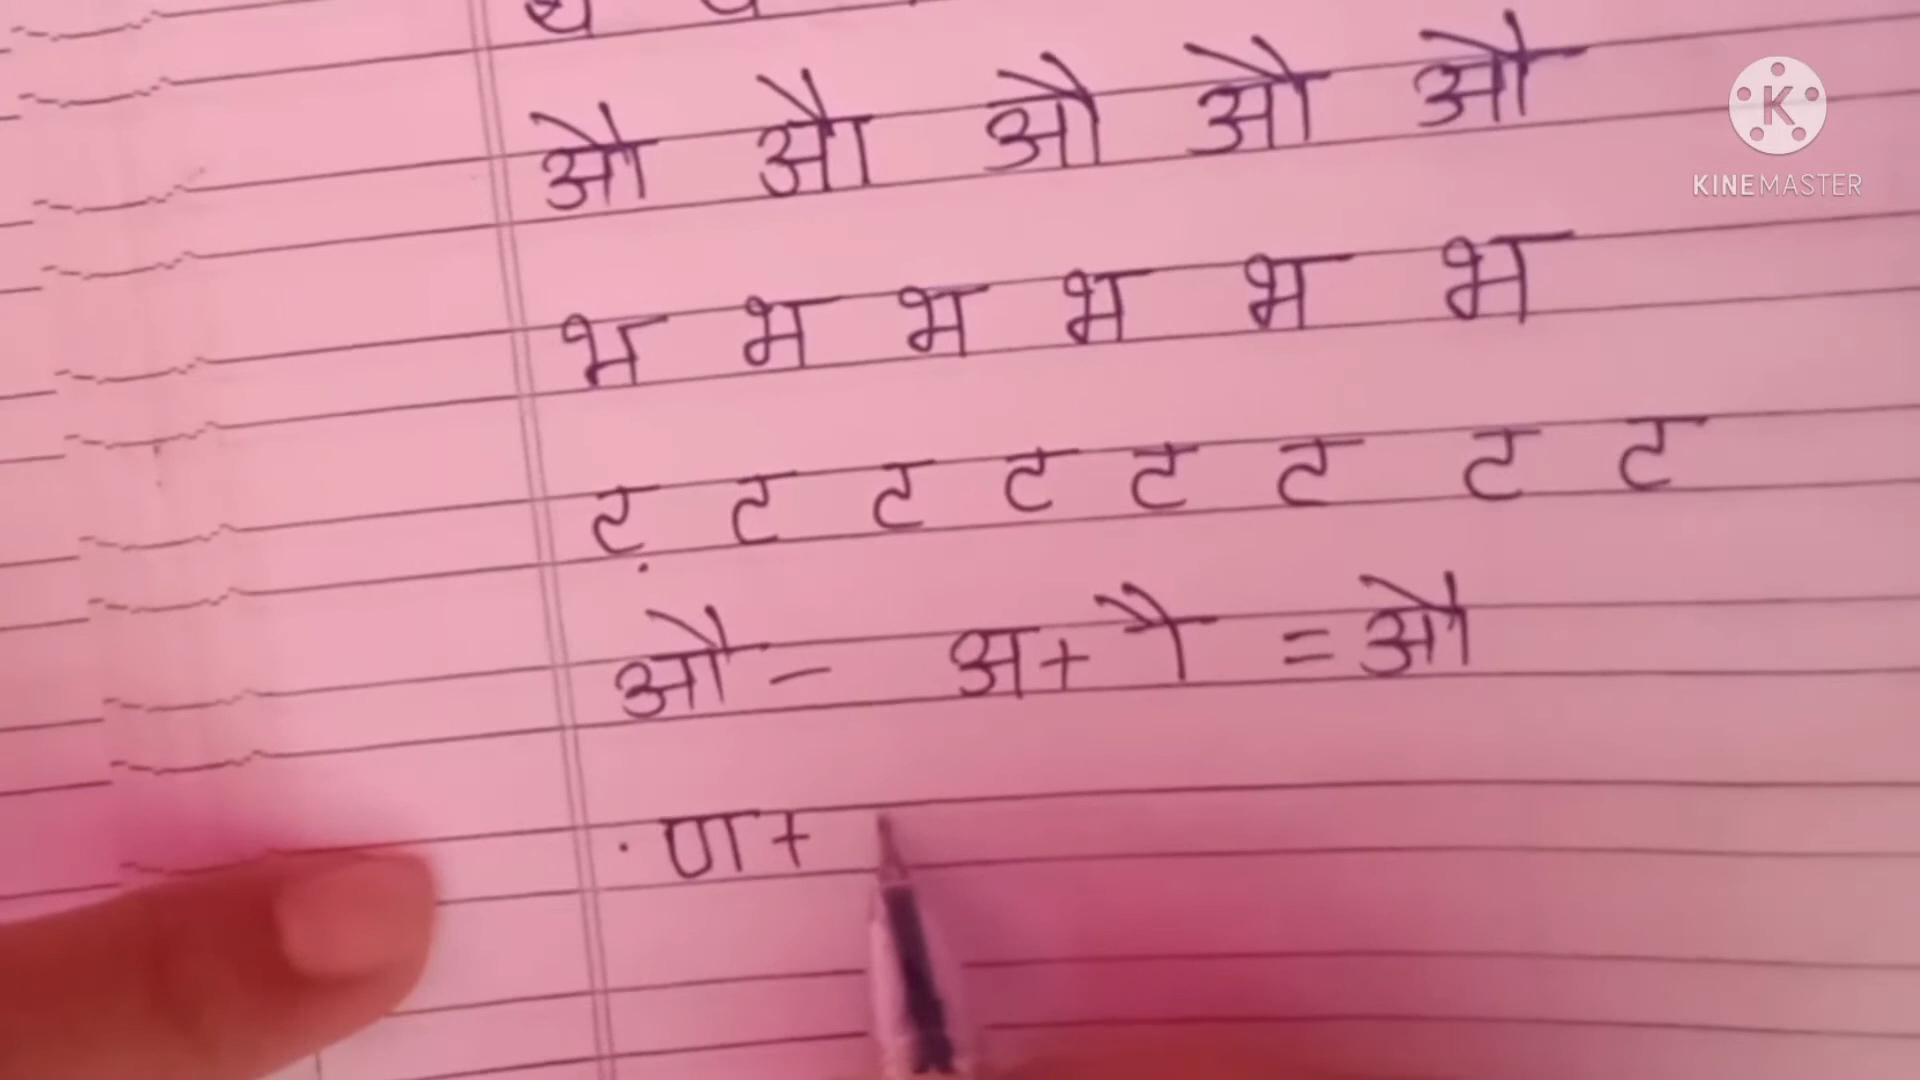 औ औ औ औ औ
भ भ भ भ भ भ
ट ट ट ट ट ट ट ट
औ - अ + ौ = औ
ण +
K
KINEMASTER